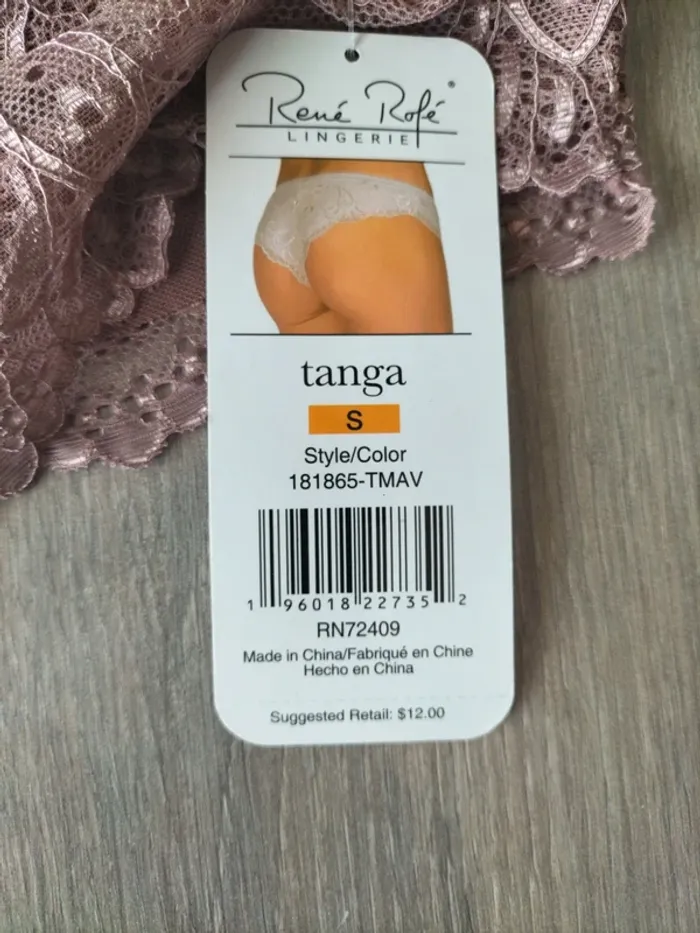 René Rofé®
LINGERIE
tanga
S
Style/Color
181865-TMAV
1 96018 22735 2
RN72409
Made in China/Fabriqué en Chine
Hecho en China
Suggested Retail: $12.00